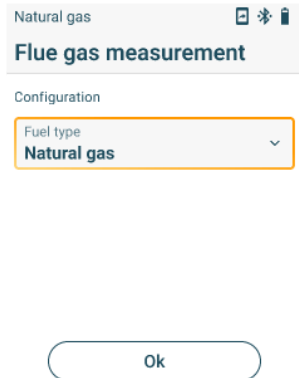 Natural gas
Flue gas measurement
Configuration
Fuel type
Natural gas
Ok